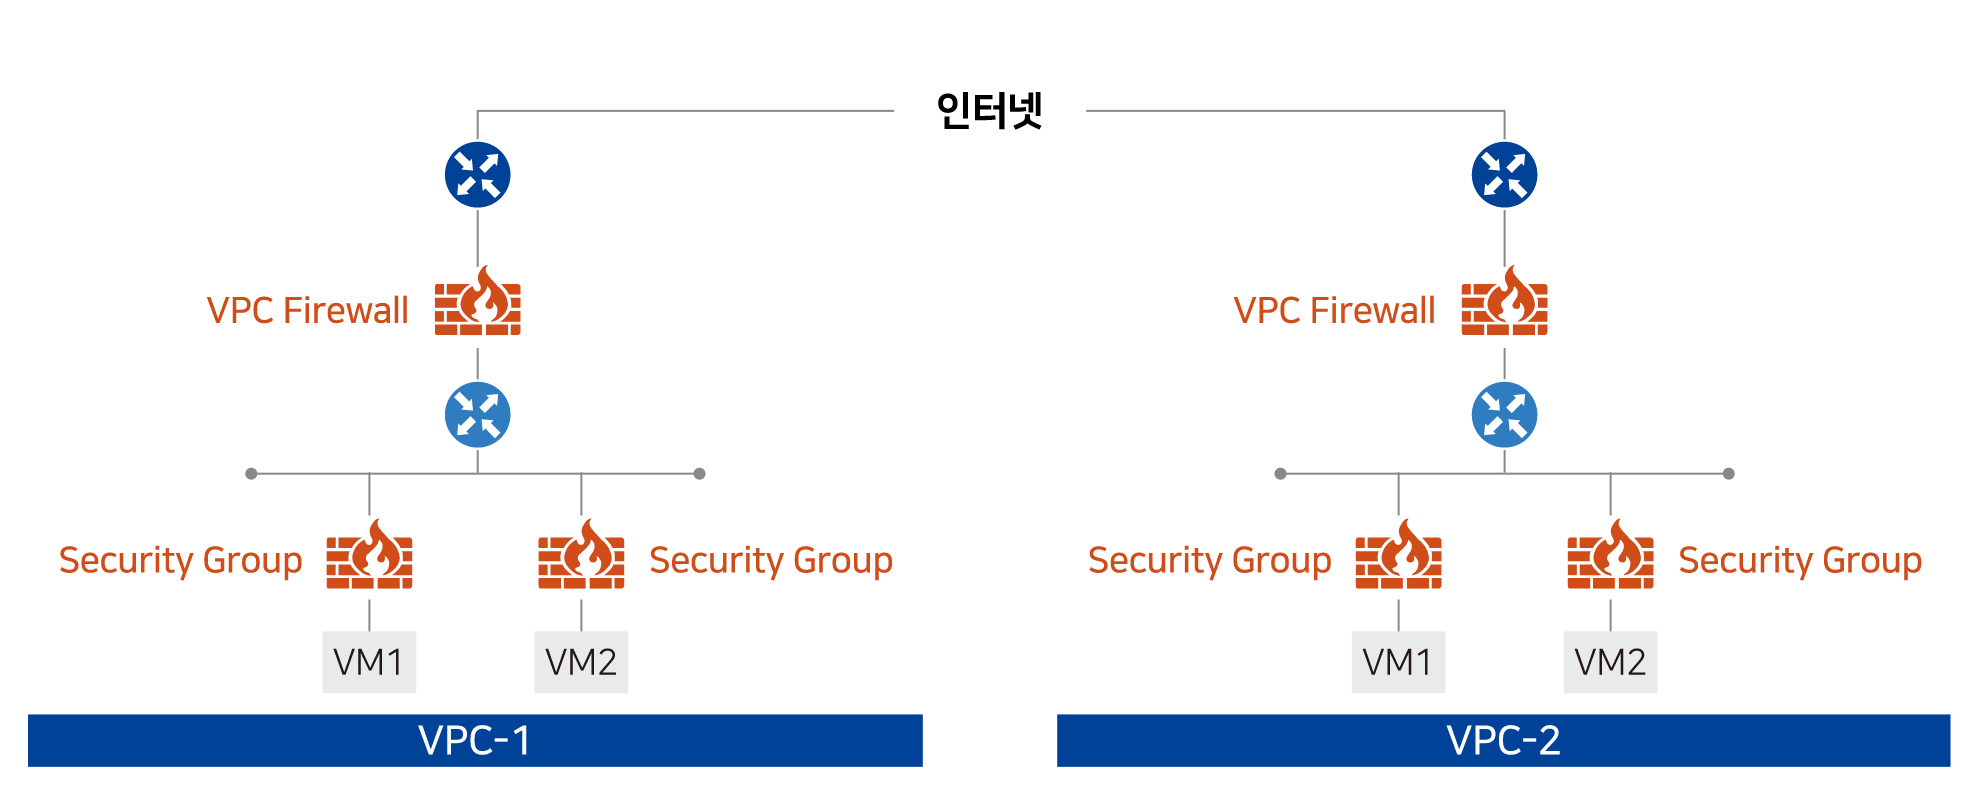 인터넷
VPC Firewall
VPC Firewall
Security Group
Security Group
Security Group
Security Group
VM1
VM2
VM1
VM2
VPC-1
VPC-2